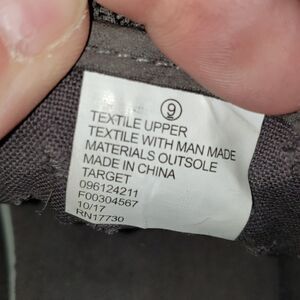 9
TEXTILE UPPER
TEXTILE WITH MAN MADE
MATERIALS OUTSOLE
MADE IN CHINA
TARGET
096124211
F00304567
10/17
RN17730